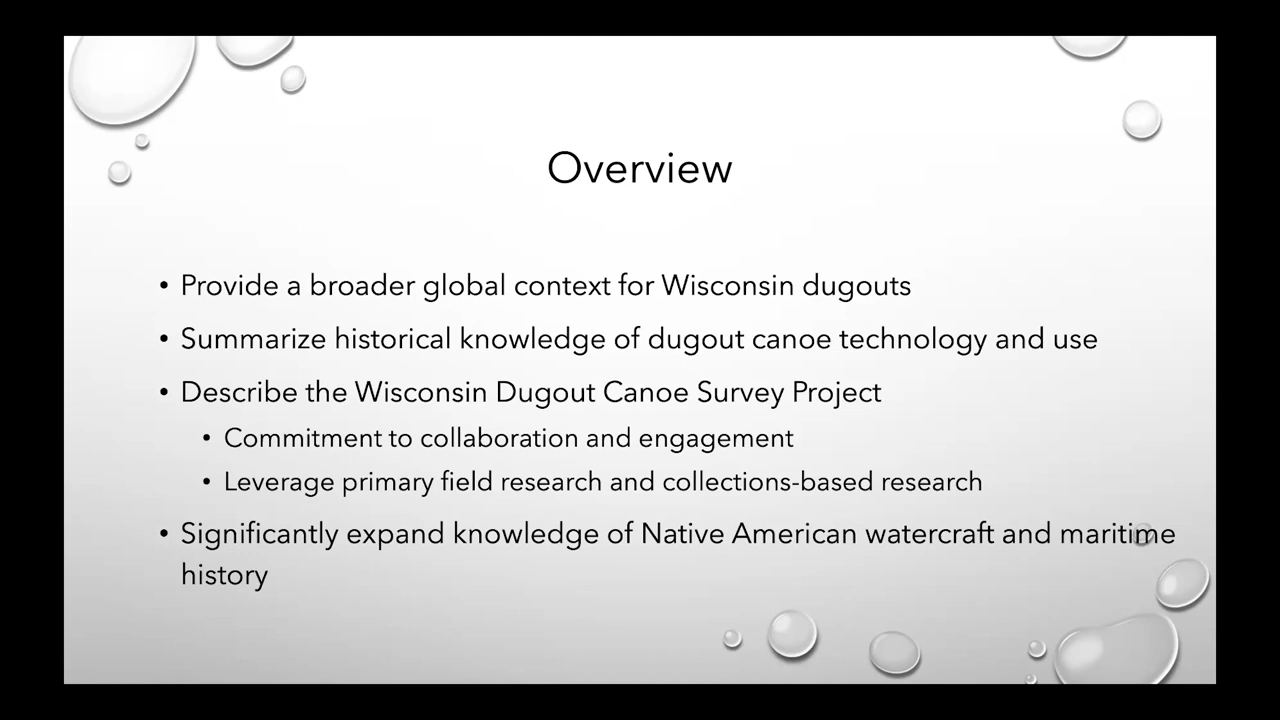 Overview
• Provide a broader global context for Wisconsin dugouts
• Summarize historical knowledge of dugout canoe technology and use
• Describe the Wisconsin Dugout Canoe Survey Project
• Commitment to collaboration and engagement
• Leverage primary field research and collections-based research
• Significantly expand knowledge of Native American watercraft and maritime
history